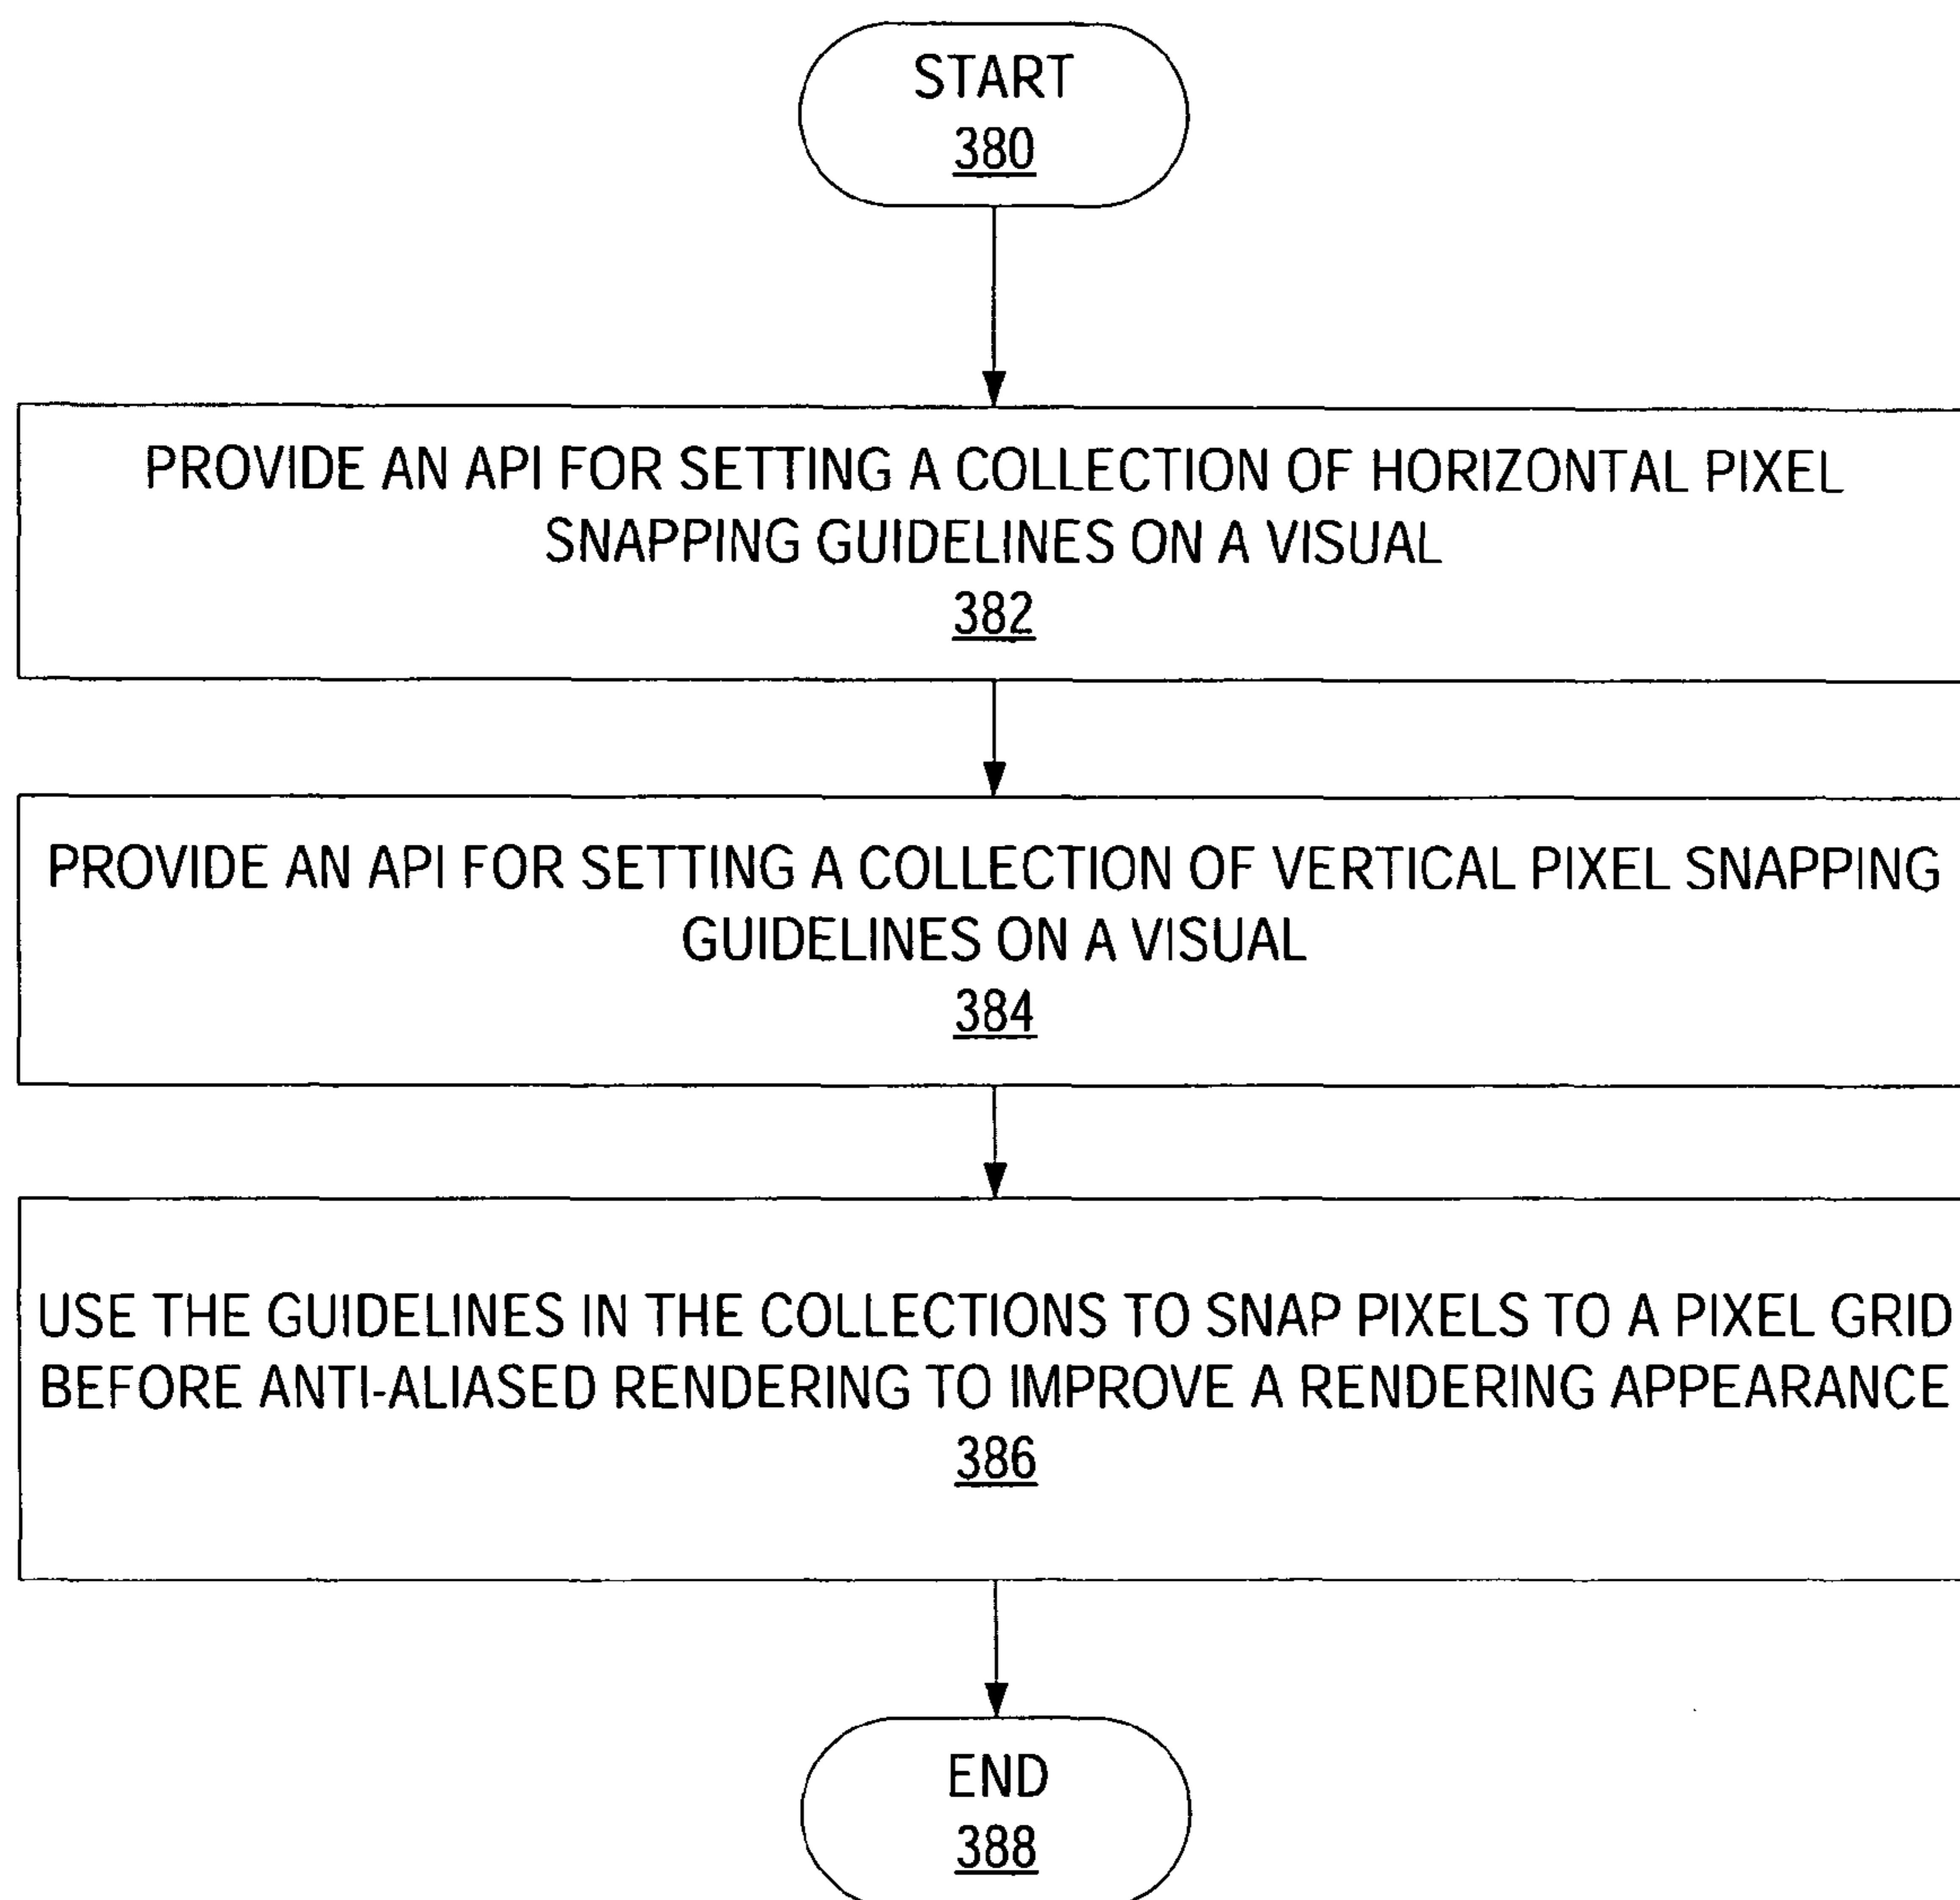 START
380
PROVIDE AN API FOR SETTING A COLLECTION OF HORIZONTAL PIXEL
SNAPPING GUIDELINES ON A VISUAL
382
PROVIDE AN API FOR SETTING A COLLECTION OF VERTICAL PIXEL SNAPPING
GUIDELINES ON A VISUAL
384
USE THE GUIDELINES IN THE COLLECTIONS TO SNAP PIXELS TO A PIXEL GRID
BEFORE ANTI-ALIASED RENDERING TO IMPROVE A RENDERING APPEARANCE
386
END
388